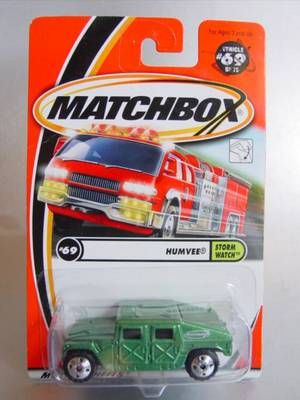 For Ages 3 and up
VEHICLE
#69
OF 75
MATCHBOX®
#69
HUMVEE®
STORM
WATCH™